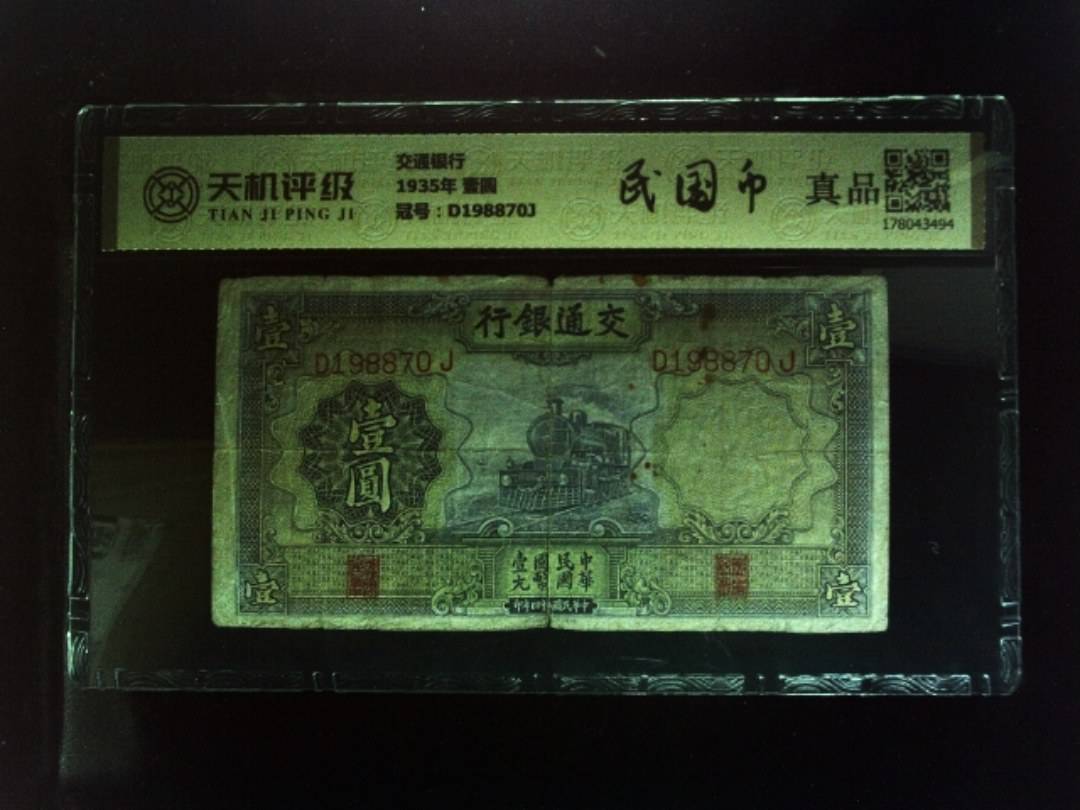 天机评级
TIAN JI PING JI
交通银行
1935年 壹圆
冠号：D198870J
民国币
真品
178043494
行銀通交
壹
壹
D198870J
D198870J
壹圓
中華民國
國幣壹元
壹
壹